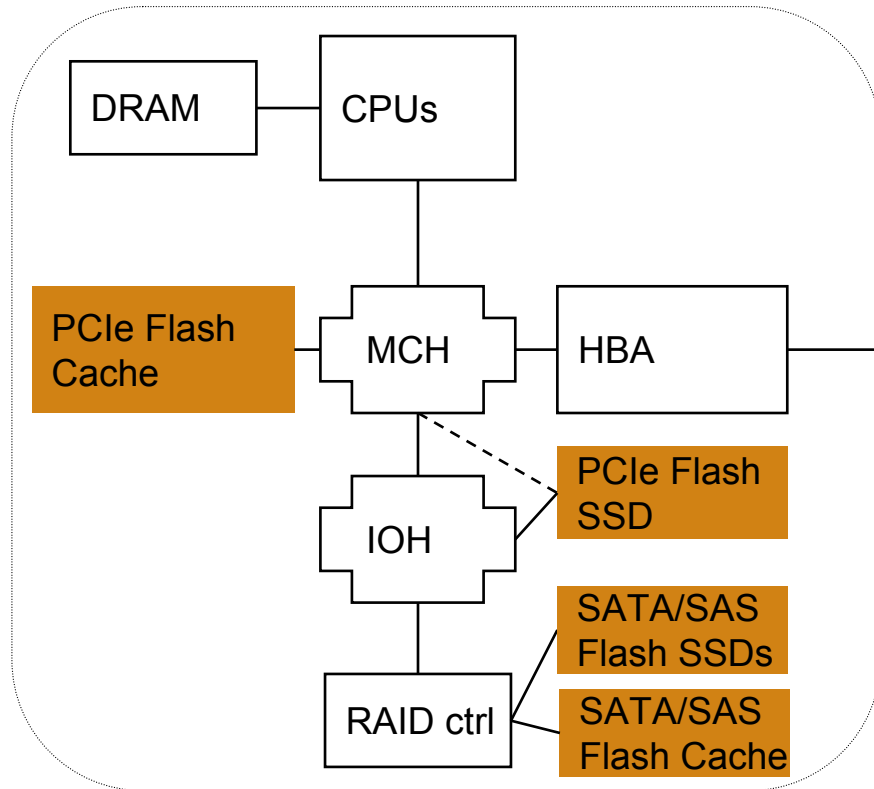 DRAM
CPUs
PCIe Flash
Cache
MCH
HBA
PCIe Flash
SSD
IOH
SATA/SAS
Flash SSDs
RAID ctrl
SATA/SAS
Flash Cache